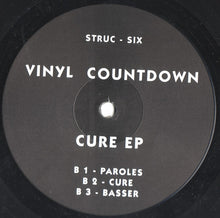 STRUC - SIX
VINYL COUNTDOWN
CURE EP
B 1 - PAROLES
B 2 - CURE
B 3 - BASSER